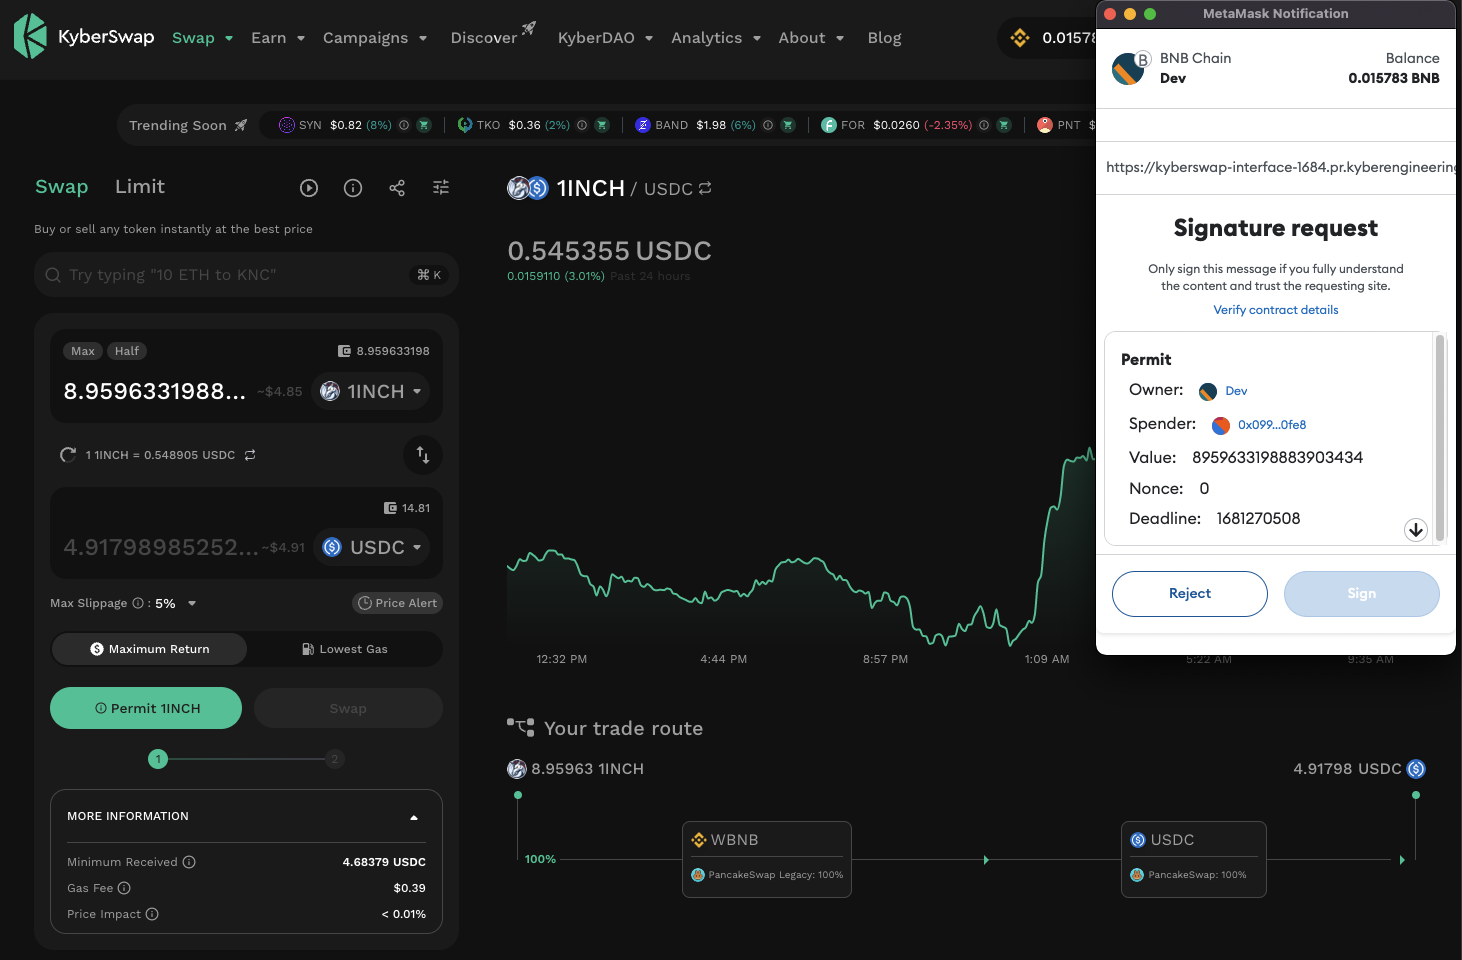 KyberSwap
Swap
Earn
Campaigns
Discover
KyberDAO
Analytics
About
Blog
0.01578
Trending Soon
SYN $0.82 (8%)
TKO $0.36 (2%)
BAND $1.98 (6%)
FOR $0.0260 (-2.35%)
PNT $
Swap
Limit
Buy or sell any token instantly at the best price
Try typing "10 ETH to KNC"
⌘ K
Max
Half
8.959633198
8.9596331988...
~$4.85
1INCH
1 1INCH = 0.548905 USDC
14.81
4.91798985252...
~$4.91
USDC
Max Slippage : 5%
Price Alert
Maximum Return
Lowest Gas
Permit 1INCH
Swap
1
2
MORE INFORMATION
Minimum Received 4.68379 USDC
Gas Fee $0.39
Price Impact < 0.01%
1INCH / USDC
0.545355 USDC
0.0159110 (3.01%) Past 24 hours
12:32 PM
4:44 PM
8:57 PM
1:09 AM
5:22 AM
9:35 AM
Your trade route
8.95963 1INCH
4.91798 USDC
100%
WBNB
PancakeSwap Legacy: 100%
USDC
PancakeSwap: 100%
MetaMask Notification
B
BNB Chain
Dev
Balance
0.015783 BNB
https://kyberswap-interface-1684.pr.kyberengineering
Signature request
Only sign this message if you fully understand
the content and trust the requesting site.
Verify contract details
Permit
Owner: Dev
Spender: 0x099...0fe8
Value: 8959633198883903434
Nonce: 0
Deadline: 1681270508
Reject
Sign